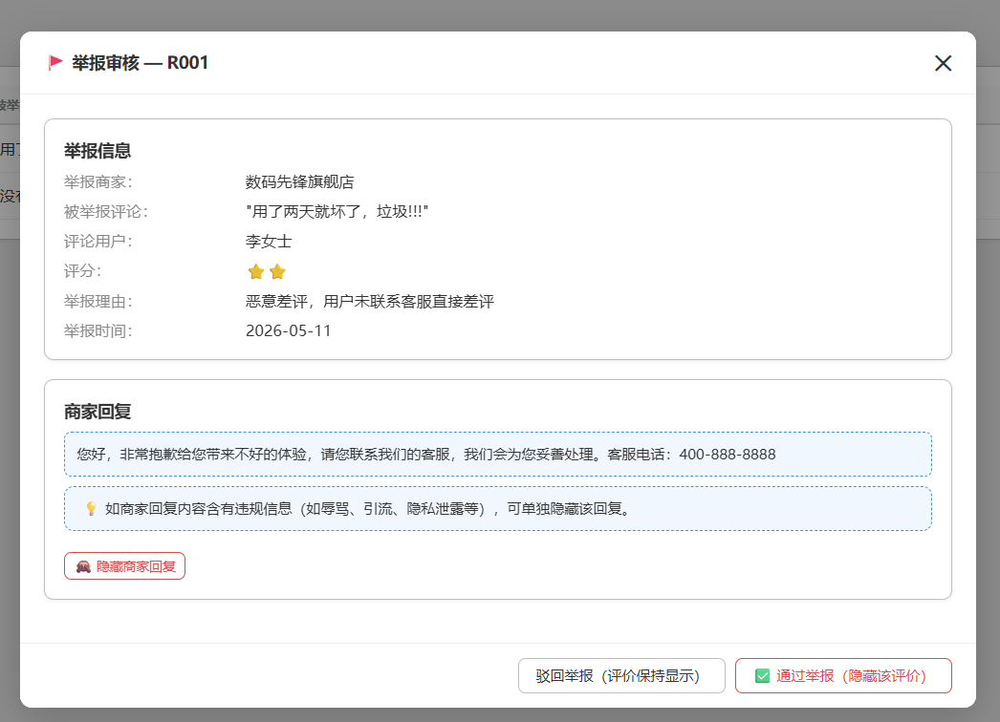 举报审核 — R001
举报信息
举报商家：
数码先锋旗舰店
被举报评论：
"用了两天就坏了，垃圾!!!"
评论用户：
李女士
评分：
举报理由：
恶意差评，用户未联系客服直接差评
举报时间：
2026-05-11
商家回复
您好，非常抱歉给您带来不好的体验，请您联系我们的客服，我们会为您妥善处理。客服电话：400-888-8888
如商家回复内容含有违规信息（如辱骂、引流、隐私泄露等），可单独隐藏该回复。
隐藏商家回复
驳回举报（评价保持显示）
通过举报（隐藏该评价）